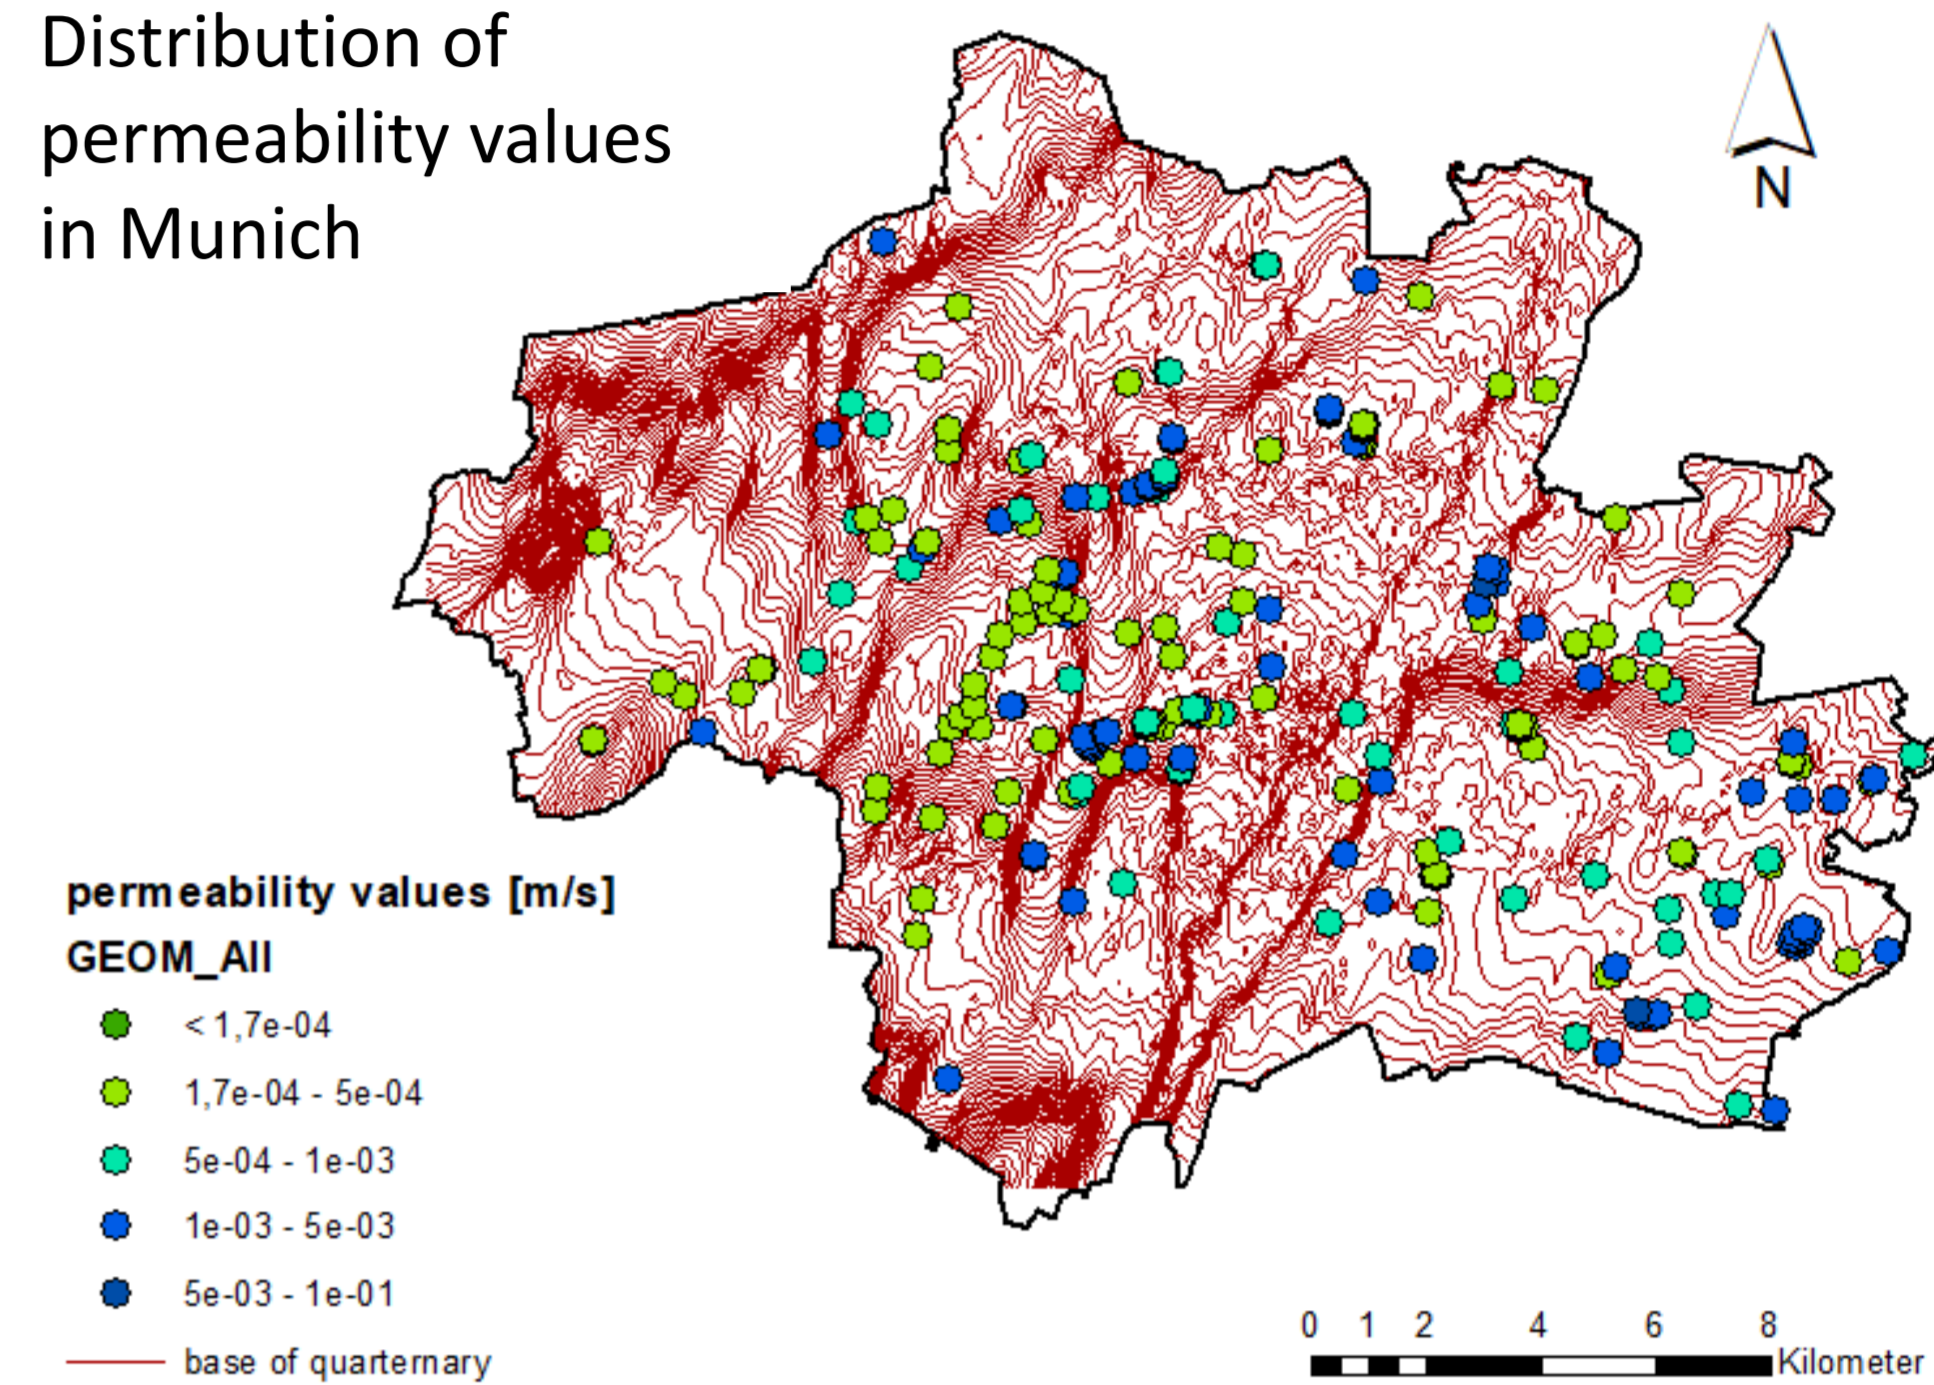 Distribution of
permeability values
in Munich
N
permeability values [m/s]
GEOM_All
< 1,7e-04
1,7e-04 - 5e-04
5e-04 - 1e-03
1e-03 - 5e-03
5e-03 - 1e-01
base of quarternary
0 1 2 4 6 8
Kilometer